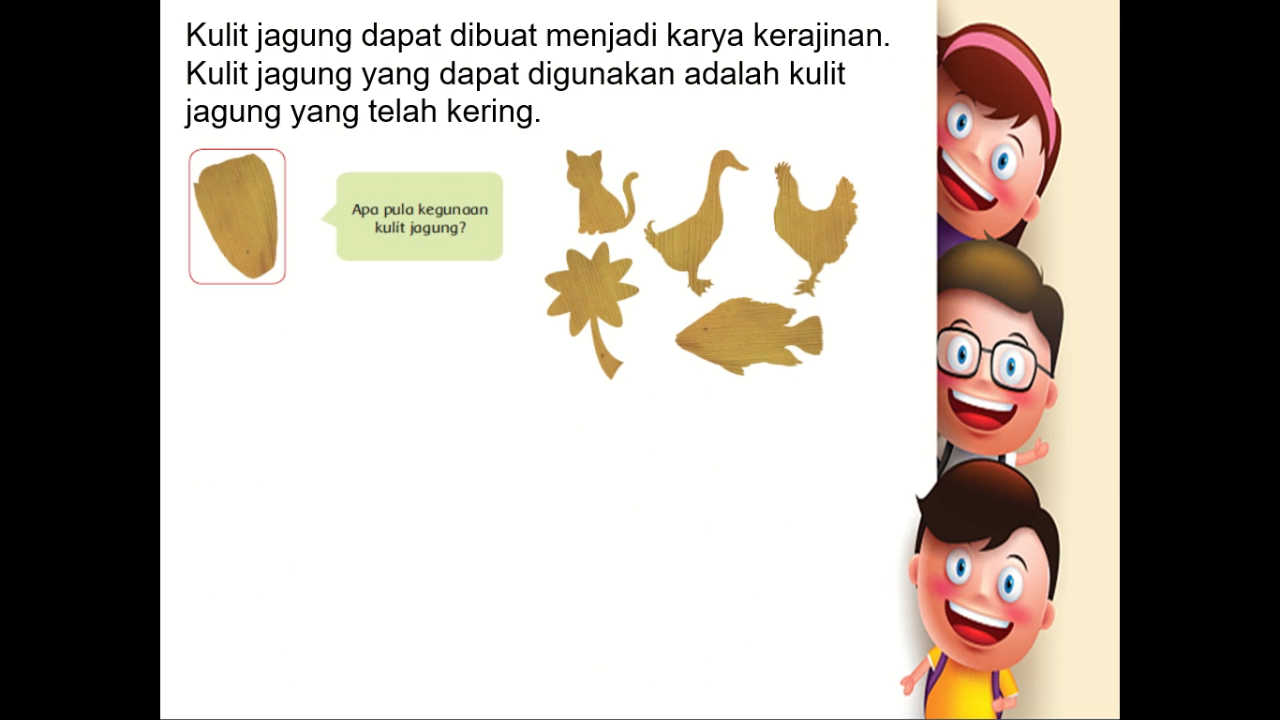 Kulit jagung dapat dibuat menjadi karya kerajinan.
Kulit jagung yang dapat digunakan adalah kulit
jagung yang telah kering.
Apa pula kegunaan
kulit jagung?